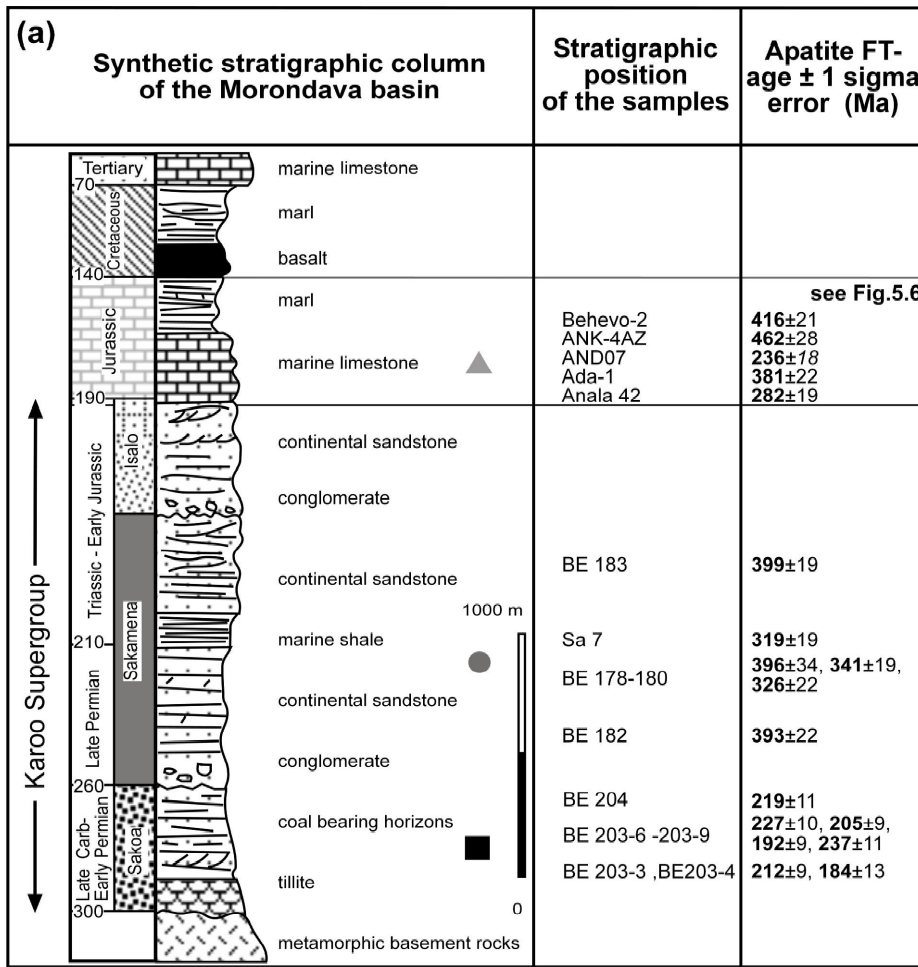 (a)
Synthetic stratigraphic column
of the Morondava basin
Stratigraphic
position
of the samples
Apatite FT-
age ± 1 sigma
error (Ma)
Tertiary
marine limestone
70
Cretaceous
marl
basalt
140
Jurassic
marl
see Fig.5.6
Behevo-2 416±21
ANK-4AZ 462±28
marine limestone
AND07 236±18
Ada-1 381±22
Anala 42 282±19
190
Karoo Supergroup
Triassic - Early Jurassic
Isalo
continental sandstone
conglomerate
Sakamena
continental sandstone
BE 183 399±19
1000 m
marine shale
Sa 7 319±19
210
Late Permian
BE 178-180
396±34, 341±19,
326±22
continental sandstone
BE 182 393±22
conglomerate
260
Late Carb-
Early Permian
Sakoa
BE 204 219±11
coal bearing horizons
BE 203-6 -203-9
227±10, 205±9,
192±9, 237±11
BE 203-3 ,BE203-4 212±9, 184±13
tillite
0
300
metamorphic basement rocks